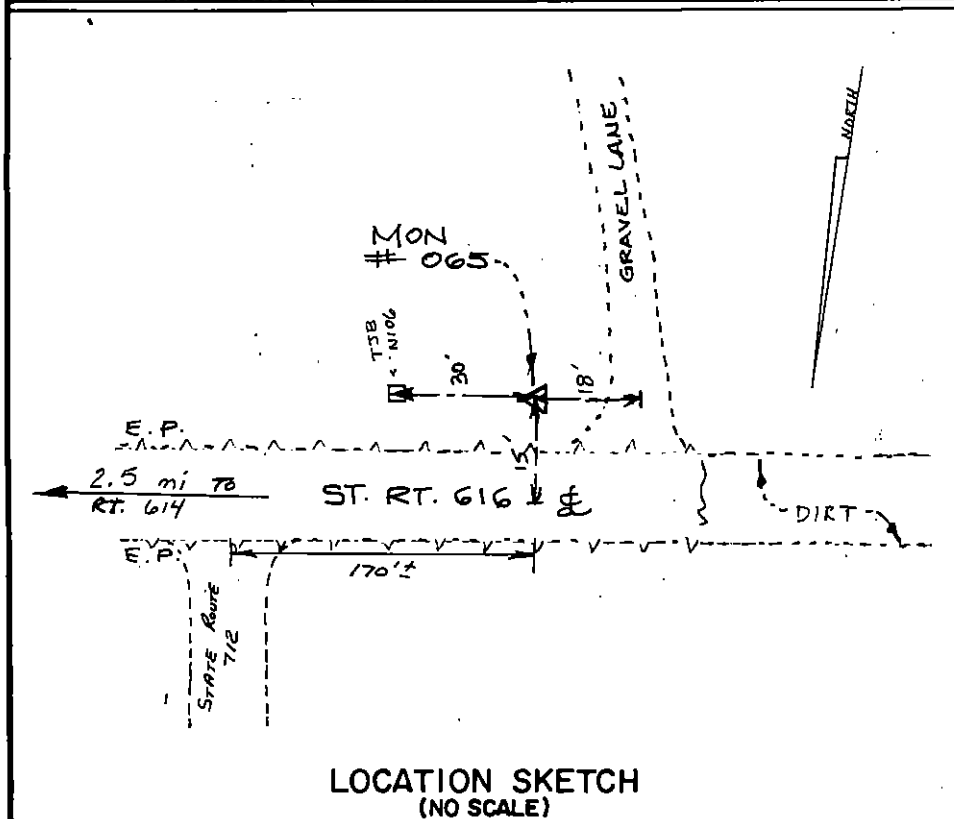 NORTH
GRAVEL LANE
MON
# 065
TSB
N106
30'
18'
E.P.
15'
2.5 mi TO
RT. 614
ST. RT. 616 ℄
DIRT
E.P.
170'±
STATE ROUTE
712
LOCATION SKETCH
(NO SCALE)